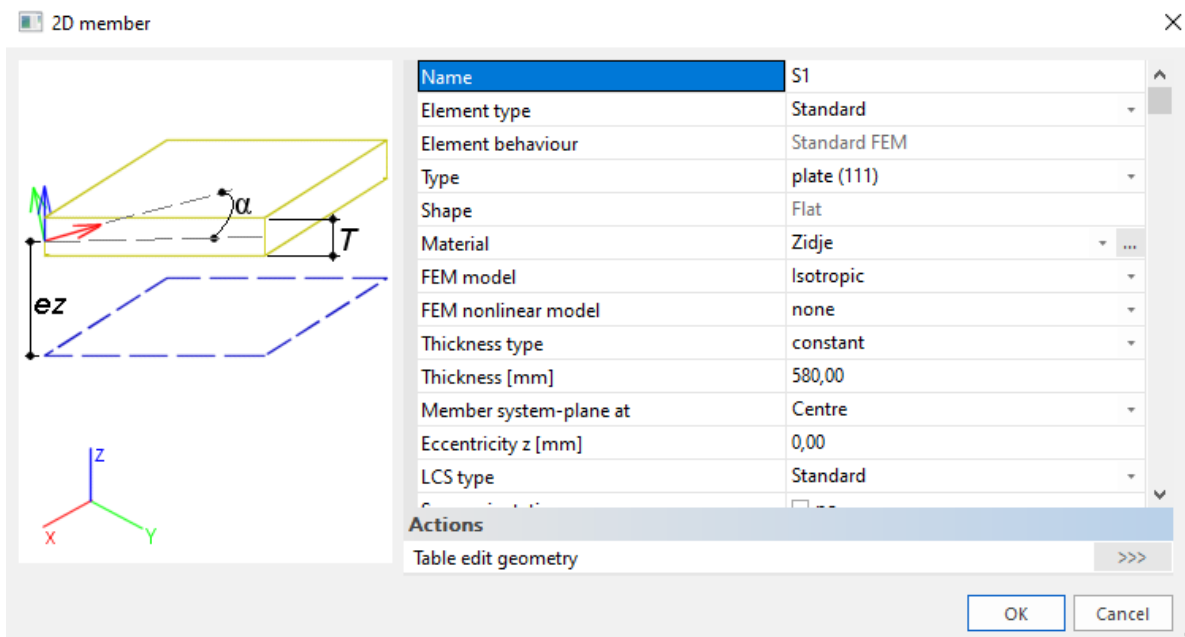 2D member
Name S1
Element type Standard
Element behaviour Standard FEM
Type plate (111)
Shape Flat
Material Zidje ...
FEM model Isotropic
FEM nonlinear model none
Thickness type constant
Thickness [mm] 580,00
Member system-plane at Centre
Eccentricity z [mm] 0,00
LCS type Standard
Actions
Table edit geometry >>>
OK Cancel
α
T
ez
Z
X Y